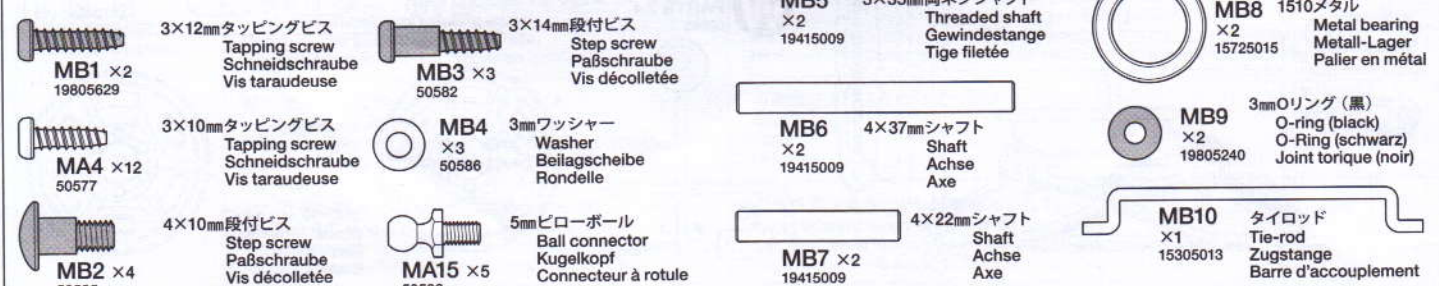 3×12mmタッピングビス
Tapping screw
Schneidschraube
Vis taraudeuse
MB1 ×2
19805629
3×10mmタッピングビス
Tapping screw
Schneidschraube
Vis taraudeuse
MA4 ×12
50577
4×10mm段付ビス
Step screw
Paßschraube
Vis décolletée
MB2 ×4
3×14mm段付ビス
Step screw
Paßschraube
Vis décolletée
MB3 ×3
50582
MB4
×3
50586
3mmワッシャー
Washer
Beilagscheibe
Rondelle
5mmピローボール
Ball connector
Kugelkopf
Connecteur à rotule
MA15 ×5
MB5
×2
19415009
Threaded shaft
Gewindestange
Tige filetée
MB6
×2
19415009
4×37mmシャフト
Shaft
Achse
Axe
4×22mmシャフト
Shaft
Achse
Axe
MB7 ×2
19415009
MB8
×2
15725015
1510メタル
Metal bearing
Metall-Lager
Palier en métal
MB9
×2
19805240
3mmOリング（黒）
O-ring (black)
O-Ring (schwarz)
Joint torique (noir)
MB10
×1
15305013
タイロッド
Tie-rod
Zugstange
Barre d'accouplement